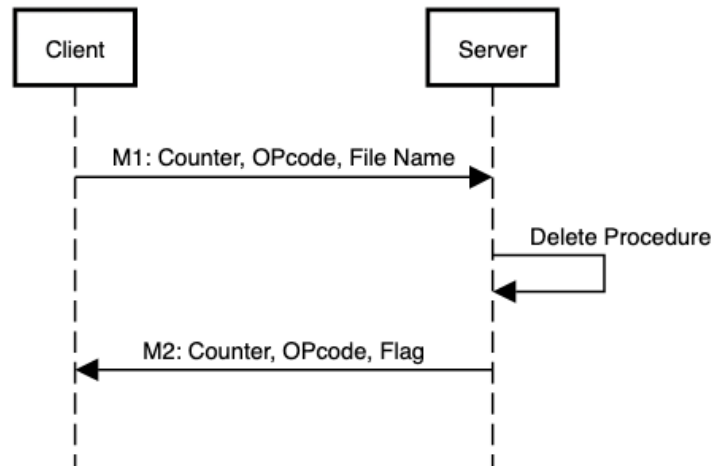 Client
Server
M1: Counter, OPcode, File Name
Delete Procedure
M2: Counter, OPcode, Flag